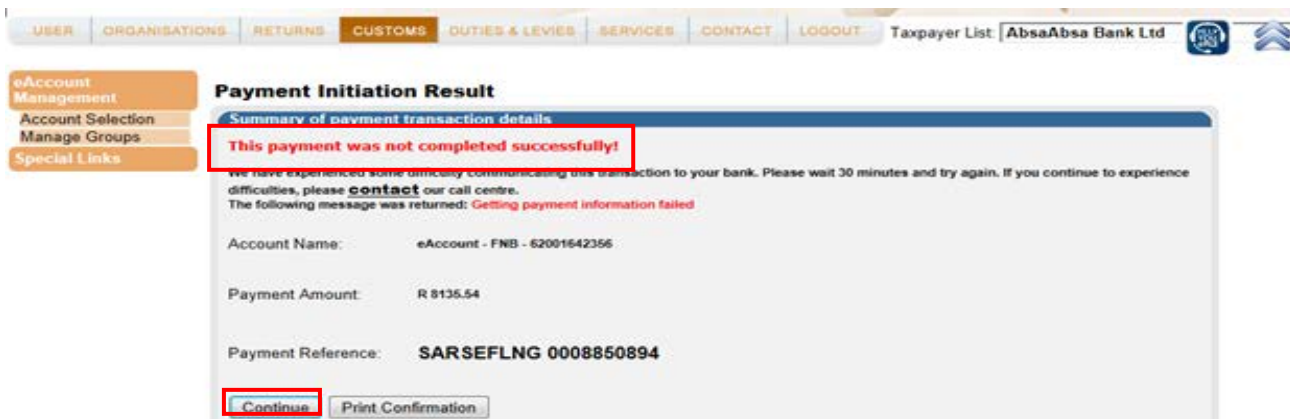 USER ORGANISATIONS RETURNS CUSTOMS DUTIES & LEVIES SERVICES CONTACT LOGOUT Taxpayer List: AbsaAbsa Bank Ltd
eAccount
Management
Account Selection
Manage Groups
Special Links
Payment Initiation Result
Summary of payment transaction details
This payment was not completed successfully!
We have experienced some difficulty communicating this transaction to your bank. Please wait 30 minutes and try again. If you continue to experience
difficulties, please contact our call centre.
The following message was returned: Getting payment information failed
Account Name: eAccount - FNB - 62001642356
Payment Amount: R 8135.54
Payment Reference: SARSEFLNG 0008850894
Continue Print Confirmation